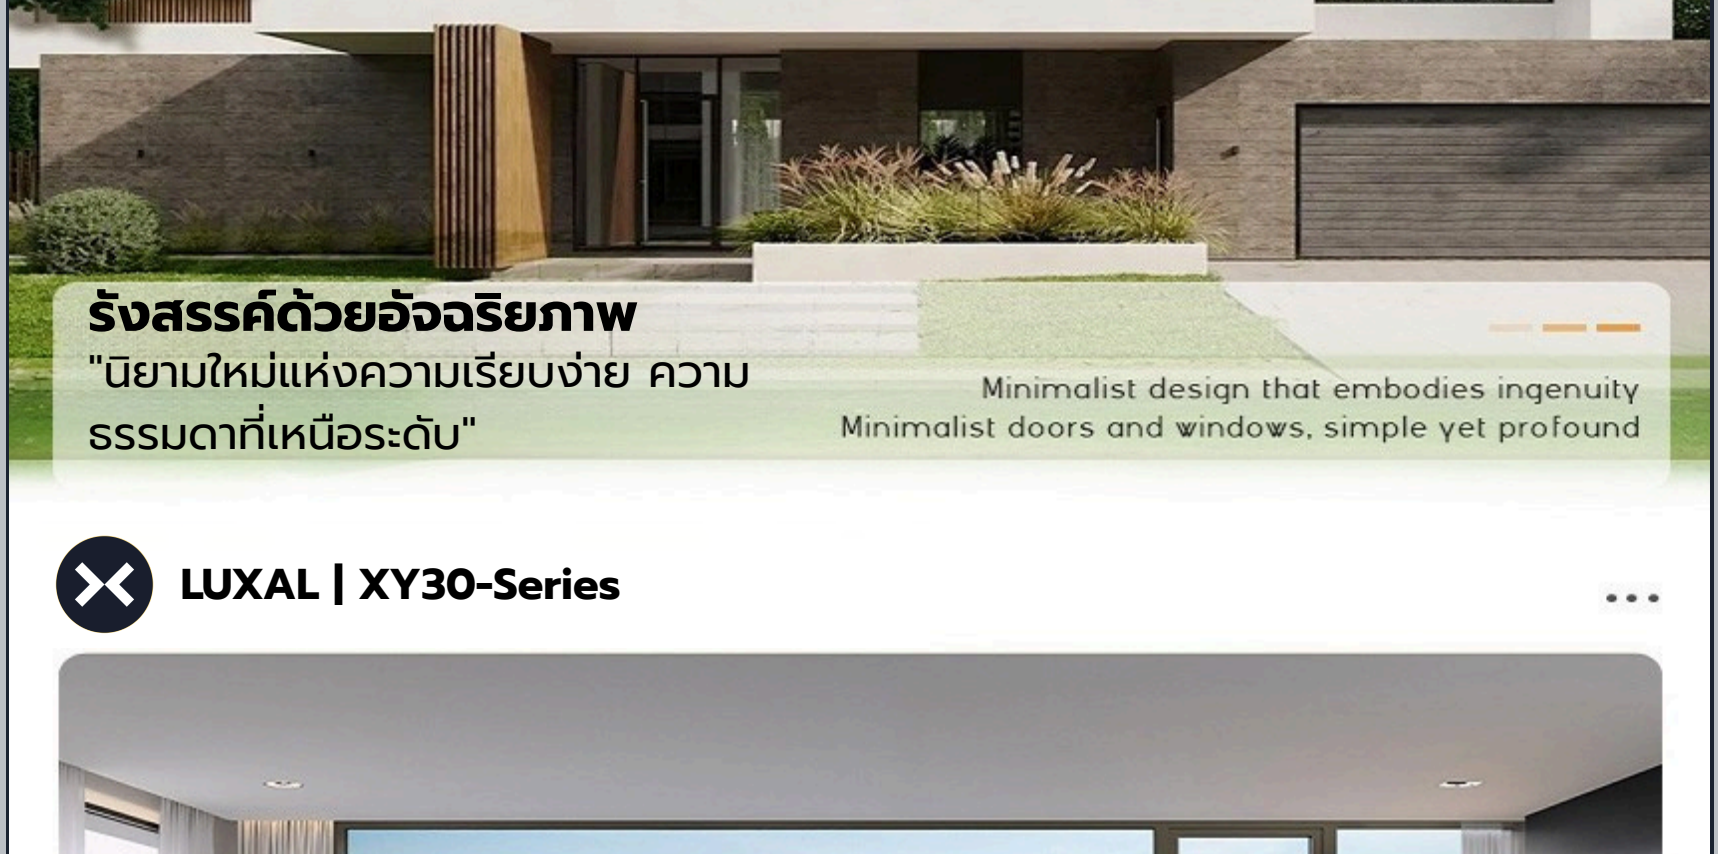 รังสรรค์ด้วยอัจฉริยภาพ
"นิยามใหม่แห่งความเรียบง่าย ความ
ธรรมดาที่เหนือระดับ"
Minimalist design that embodies ingenuity
Minimalist doors and windows, simple yet profound
LUXAL | XY30-Series